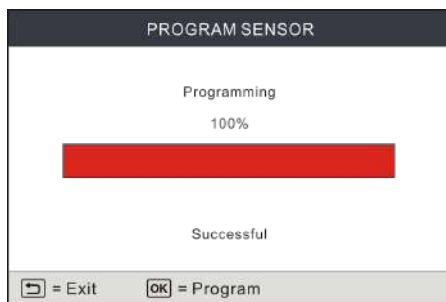 PROGRAM SENSOR
Programming
100%
Successful
= Exit OK = Program